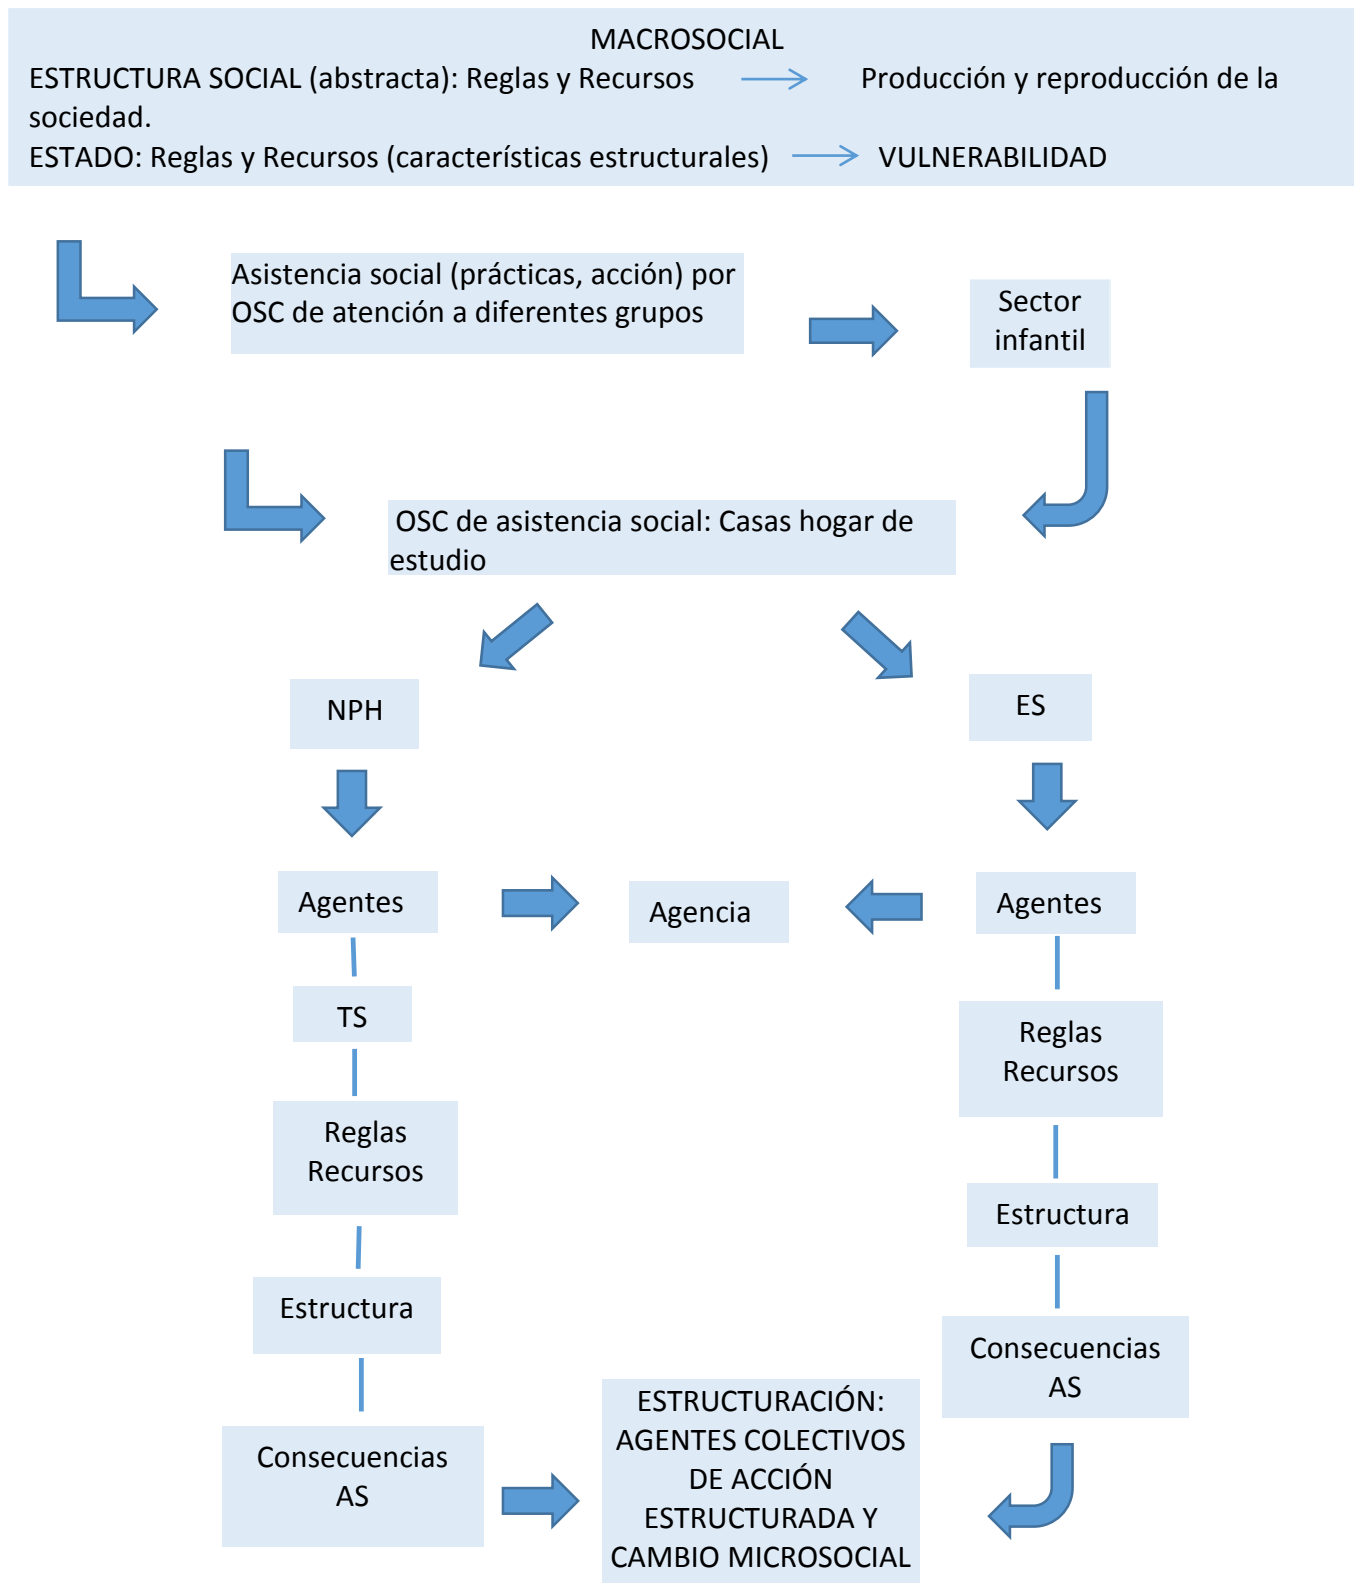 MACROSOCIAL
ESTRUCTURA SOCIAL (abstracta): Reglas y Recursos Producción y reproducción de la
sociedad.
ESTADO: Reglas y Recursos (características estructurales) VULNERABILIDAD
Asistencia social (prácticas, acción) por
OSC de atención a diferentes grupos
Sector
infantil
OSC de asistencia social: Casas hogar de
estudio
NPH
ES
Agentes
Agencia
Agentes
TS
Reglas
Recursos
Reglas
Recursos
Estructura
Estructura
Consecuencias
AS
Consecuencias
AS
ESTRUCTURACIÓN:
AGENTES COLECTIVOS
DE ACCIÓN
ESTRUCTURADA Y
CAMBIO MICROSOCIAL